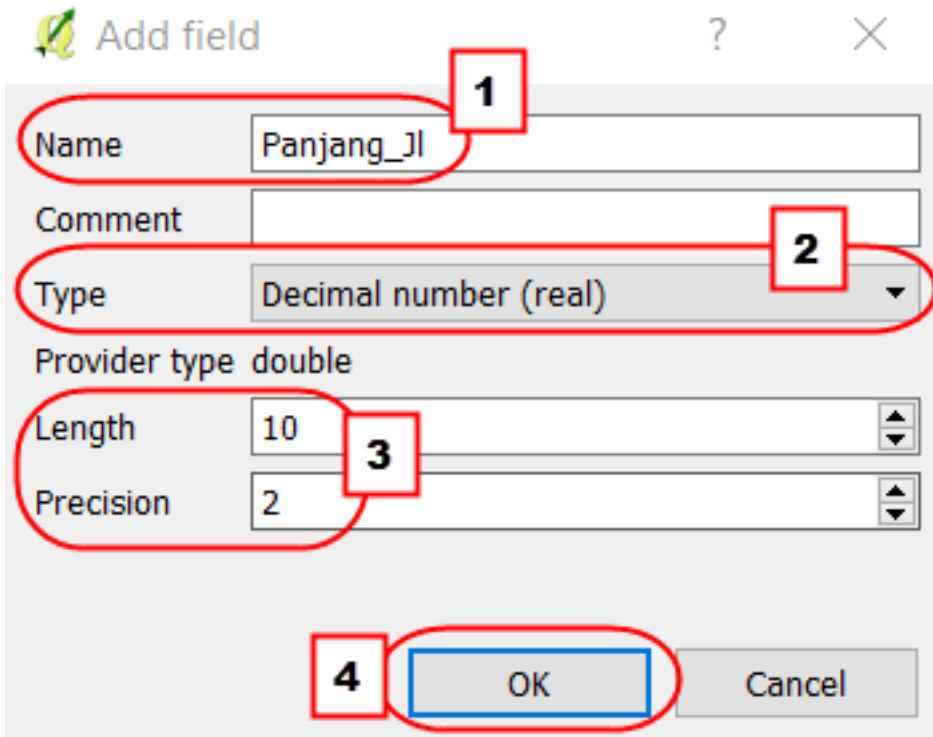 Add field ?
1
Name Panjang_Jl
Comment
2
Type Decimal number (real)
Provider type double
Length 10
3
Precision 2
4
OK Cancel